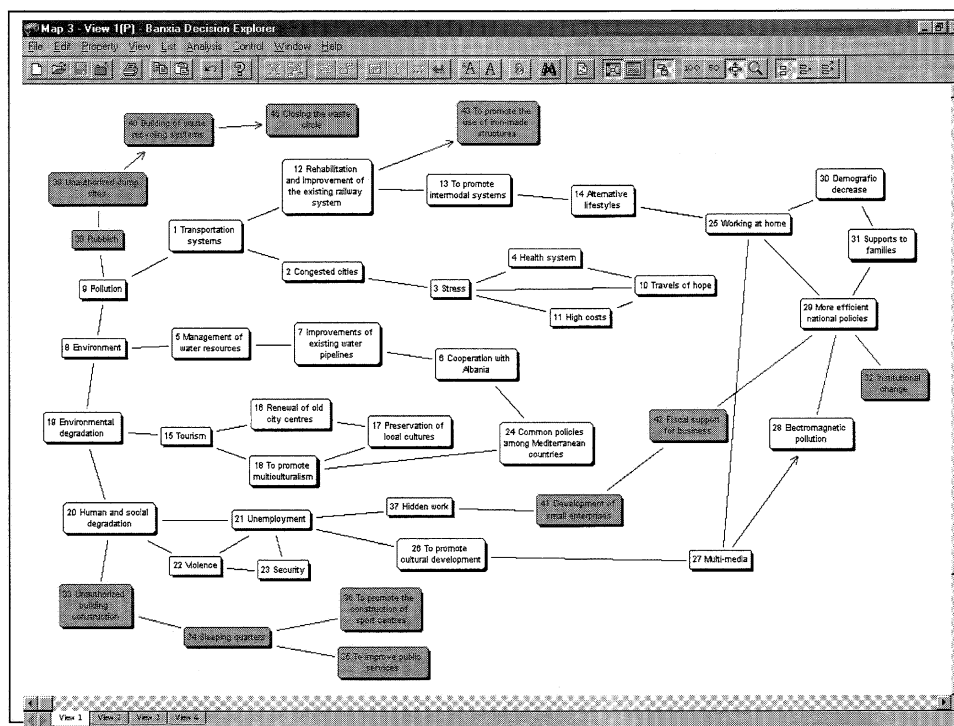 Map 3 - View 1(P) - Banxia Decision Explorer
File Edit Property View List Analysis Control Window Help
40 Building of waste
recycling systems
Closing the waste
circle
To promote the
use of iron-made
structures
Unauthorized dump
sites
12 Rehabilitation
and Improvement of
the existing railway
system
13 To promote
intermodal systems
14 Alternative
lifestyles
30 Demografic
decrease
25 Working at home
31 Supports to
families
Rubbish
1 Transportation
systems
4 Health system
2 Congested cities
9 Pollution
3 Stress
10 Travels of hope
11 High costs
29 More efficient
national policies
8 Environment
5 Management of
water resources
7 Improvements of
existing water
pipelines
6 Cooperation with
Albania
32 Institutional
change
19 Environmental
degradation
16 Renewal of old
city centres
15 Tourism
17 Preservation of
local cultures
18 To promote
multiculturalism
24 Common policies
among Mediterranean
countries
42 Fiscal support
for business
28 Electromagnetic
pollution
20 Human and social
degradation
21 Unemployment
37 Hidden work
41 Development of
small enterprises
22 Violence
23 Security
26 To promote
cultural development
27 Multi-media
33 Unauthorized
building
construction
34 Sleeping quarters
36 To promote the
construction of
sport centres
35 To improve public
services
View 1 View 2 View 3 View 4